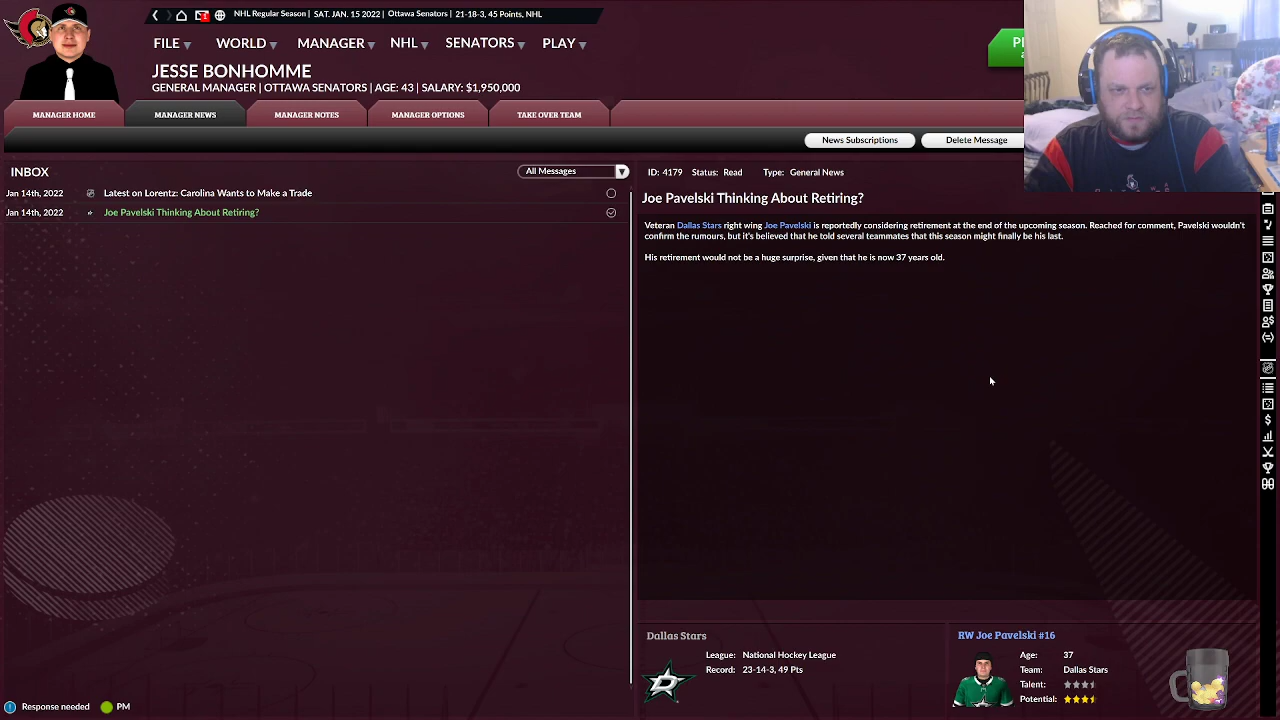 NHL Regular Season | SAT. JAN. 15 2022 | Ottawa Senators | 21-18-3, 45 Points, NHL
FILE WORLD MANAGER NHL SENATORS PLAY
JESSE BONHOMME
GENERAL MANAGER | OTTAWA SENATORS | AGE: 43 | SALARY: $1,950,000
MANAGER HOME MANAGER NEWS MANAGER NOTES MANAGER OPTIONS TAKE OVER TEAM
News Subscriptions Delete Message
INBOX All Messages
Jan 14th, 2022 Latest on Lorentz: Carolina Wants to Make a Trade
Jan 14th, 2022 Joe Pavelski Thinking About Retiring?
ID: 4179 Status: Read Type: General News
Joe Pavelski Thinking About Retiring?
Veteran Dallas Stars right wing Joe Pavelski is reportedly considering retirement at the end of the upcoming season. Reached for comment, Pavelski wouldn't
confirm the rumours, but it's believed that he told several teammates that this season might finally be his last.
His retirement would not be a huge surprise, given that he is now 37 years old.
Dallas Stars
League: National Hockey League
Record: 23-14-3, 49 Pts
RW Joe Pavelski #16
Age: 37
Team: Dallas Stars
Talent:
Potential:
Response needed PM